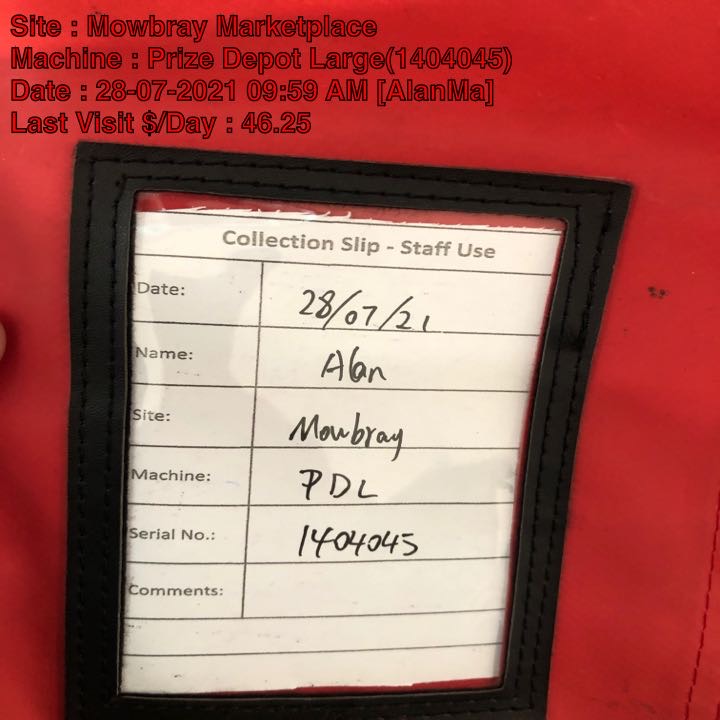 Site : Mowbray Marketplace
Machine : Prize Depot Large(1404045)
Date : 28-07-2021 09:59 AM [AlanMa]
Last Visit $/Day : 46.25
Collection Slip - Staff Use
Date: 28/07/21
Name: Alan
Site: Mowbray
Machine: PDL
Serial No.: 1404045
Comments: